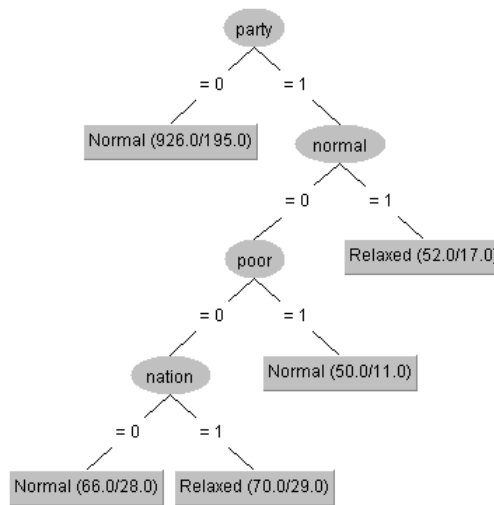 party
= 0
= 1
Normal (926.0/195.0)
normal
= 0
= 1
poor
Relaxed (52.0/17.0)
= 0
= 1
nation
Normal (50.0/11.0)
= 0
= 1
Normal (66.0/28.0)
Relaxed (70.0/29.0)